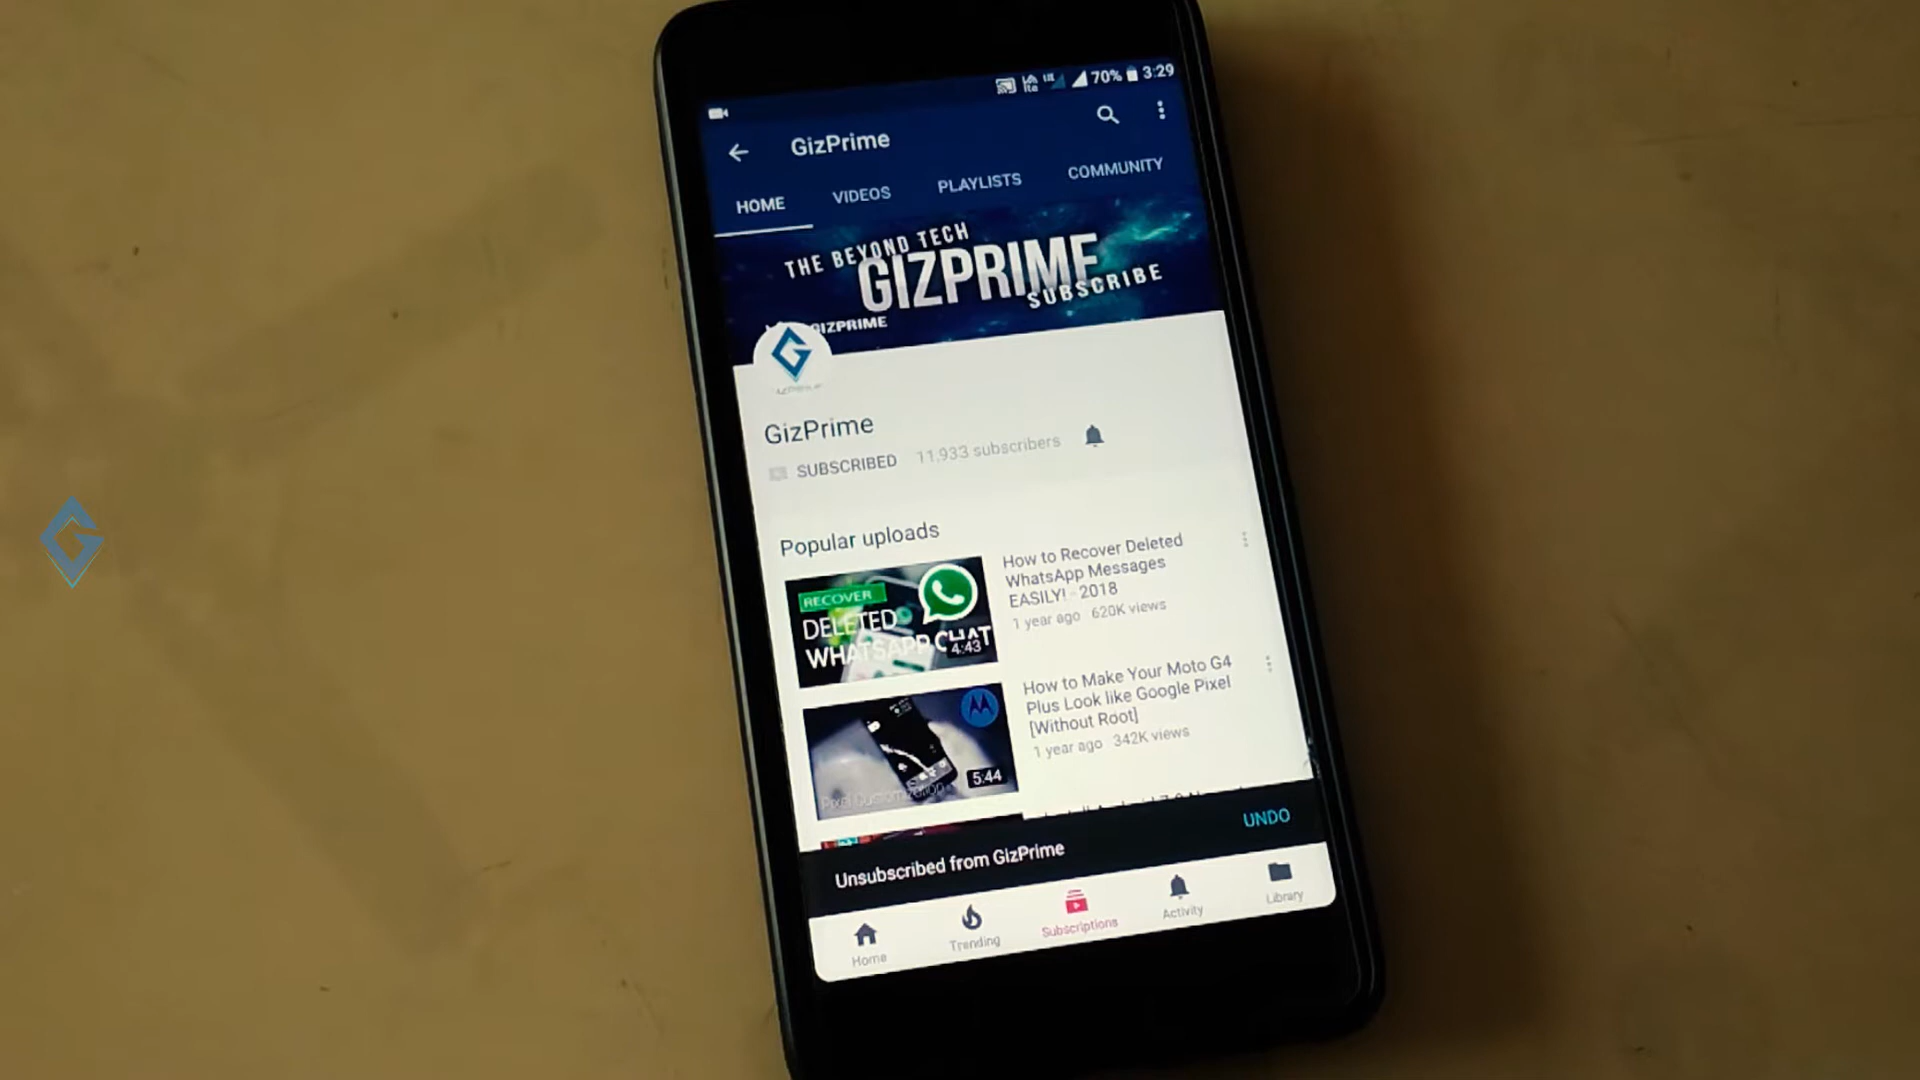 70% 3:29
GizPrime
HOME VIDEOS PLAYLISTS COMMUNITY
THE BEYOND TECH
GIZPRIME
SUBSCRIBE
GIZPRIME
GizPrime
SUBSCRIBED 11,933 subscribers
Popular uploads
RECOVER
DELETED
WHATSAPP CHAT
4:43
How to Recover Deleted
WhatsApp Messages
EASILY! - 2018
1 year ago 620K views
Pixel Customization
5:44
How to Make Your Moto G4
Plus Look like Google Pixel
[Without Root]
1 year ago 342K views
Unsubscribed from GizPrime UNDO
Home Trending Subscriptions Activity Library